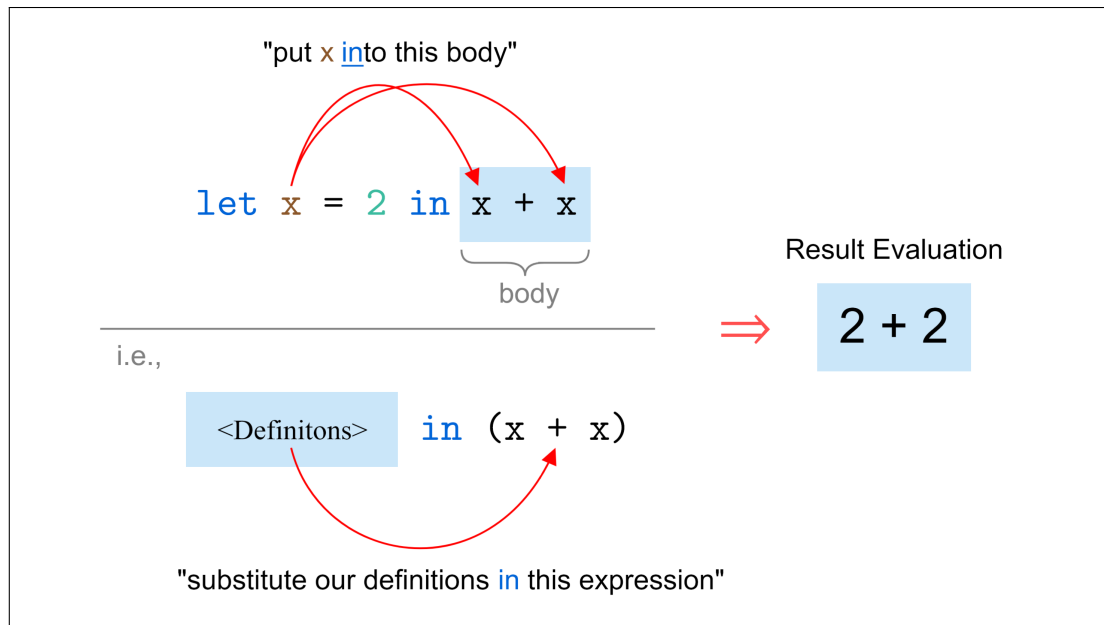 "put x into this body"
let x = 2 in x + x
body
Result Evaluation
2 + 2
i.e.,
<Definitons> in (x + x)
"substitute our definitions in this expression"